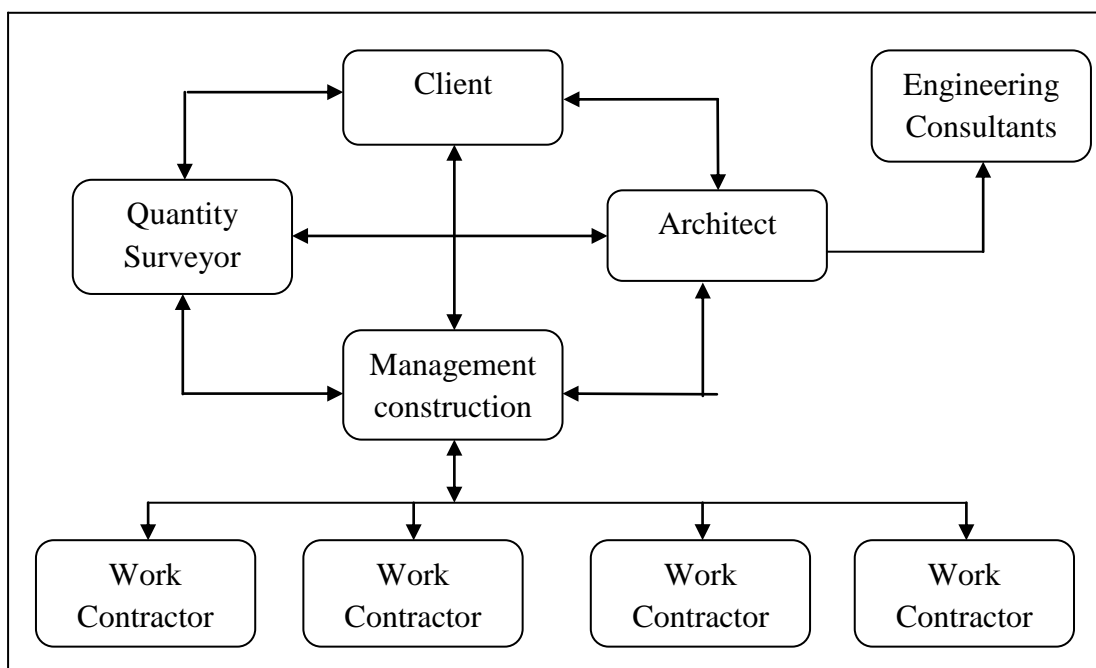 Client
Engineering
Consultants
Quantity
Surveyor
Architect
Management
construction
Work
Contractor
Work
Contractor
Work
Contractor
Work
Contractor